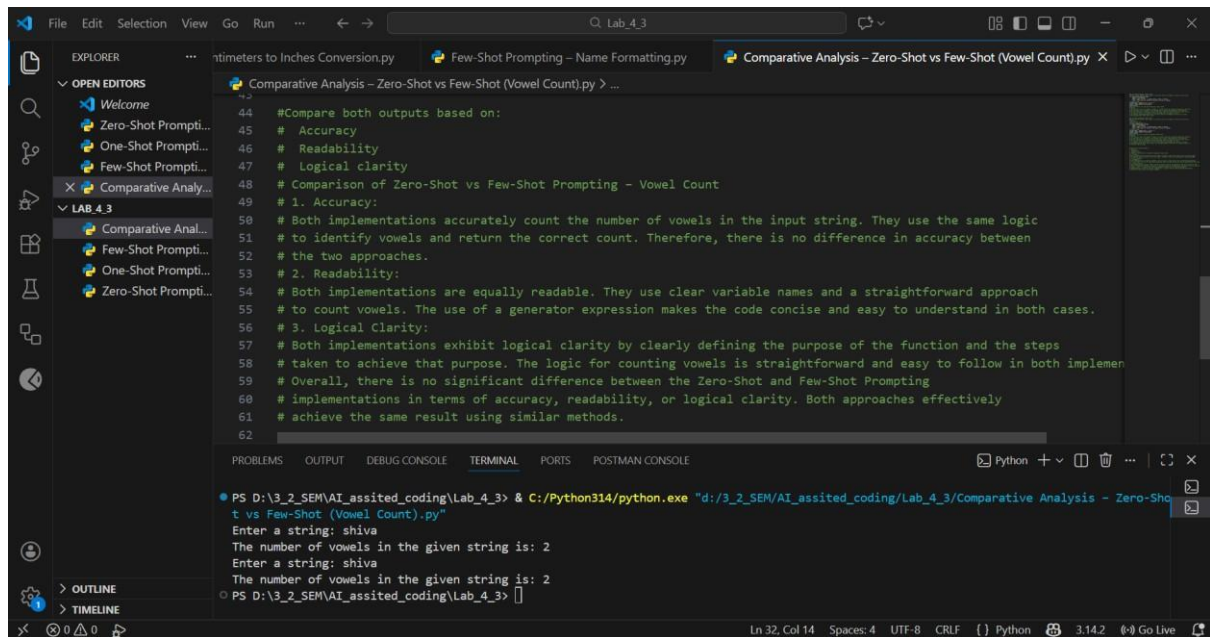 File Edit Selection View Go Run ··· Lab_4_3
EXPLORER ···
OPEN EDITORS
Welcome
Zero-Shot Prompti...
One-Shot Prompti...
Few-Shot Prompti...
Comparative Analy...
LAB_4_3
Comparative Anal...
Few-Shot Prompti...
One-Shot Prompti...
Zero-Shot Prompti...
OUTLINE
TIMELINE
ntimeters to Inches Conversion.py Few-Shot Prompting – Name Formatting.py Comparative Analysis – Zero-Shot vs Few-Shot (Vowel Count).py ···
Comparative Analysis – Zero-Shot vs Few-Shot (Vowel Count).py > ...
43
44 #Compare both outputs based on:
45 #  Accuracy
46 #  Readability
47 #  Logical clarity
48 # Comparison of Zero-Shot vs Few-Shot Prompting – Vowel Count
49 # 1. Accuracy:
50 # Both implementations accurately count the number of vowels in the input string. They use the same logic
51 # to identify vowels and return the correct count. Therefore, there is no difference in accuracy between
52 # the two approaches.
53 # 2. Readability:
54 # Both implementations are equally readable. They use clear variable names and a straightforward approach
55 # to count vowels. The use of a generator expression makes the code concise and easy to understand in both cases.
56 # 3. Logical Clarity:
57 # Both implementations exhibit logical clarity by clearly defining the purpose of the function and the steps
58 # taken to achieve that purpose. The logic for counting vowels is straightforward and easy to follow in both implemen
59 # Overall, there is no significant difference between the Zero-Shot and Few-Shot Prompting
60 # implementations in terms of accuracy, readability, or logical clarity. Both approaches effectively
61 # achieve the same result using similar methods.
62
PROBLEMS OUTPUT DEBUG CONSOLE TERMINAL PORTS POSTMAN CONSOLE Python ···
PS D:\3_2_SEM\AI_assited_coding\Lab_4_3> & C:/Python314/python.exe "d:/3_2_SEM/AI_assited_coding/Lab_4_3/Comparative Analysis – Zero-Sho
t vs Few-Shot (Vowel Count).py"
Enter a string: shiva
The number of vowels in the given string is: 2
Enter a string: shiva
The number of vowels in the given string is: 2
PS D:\3_2_SEM\AI_assited_coding\Lab_4_3>
1
0 0 Ln 32, Col 14 Spaces: 4 UTF-8 CRLF {} Python 3.14.2 Go Live